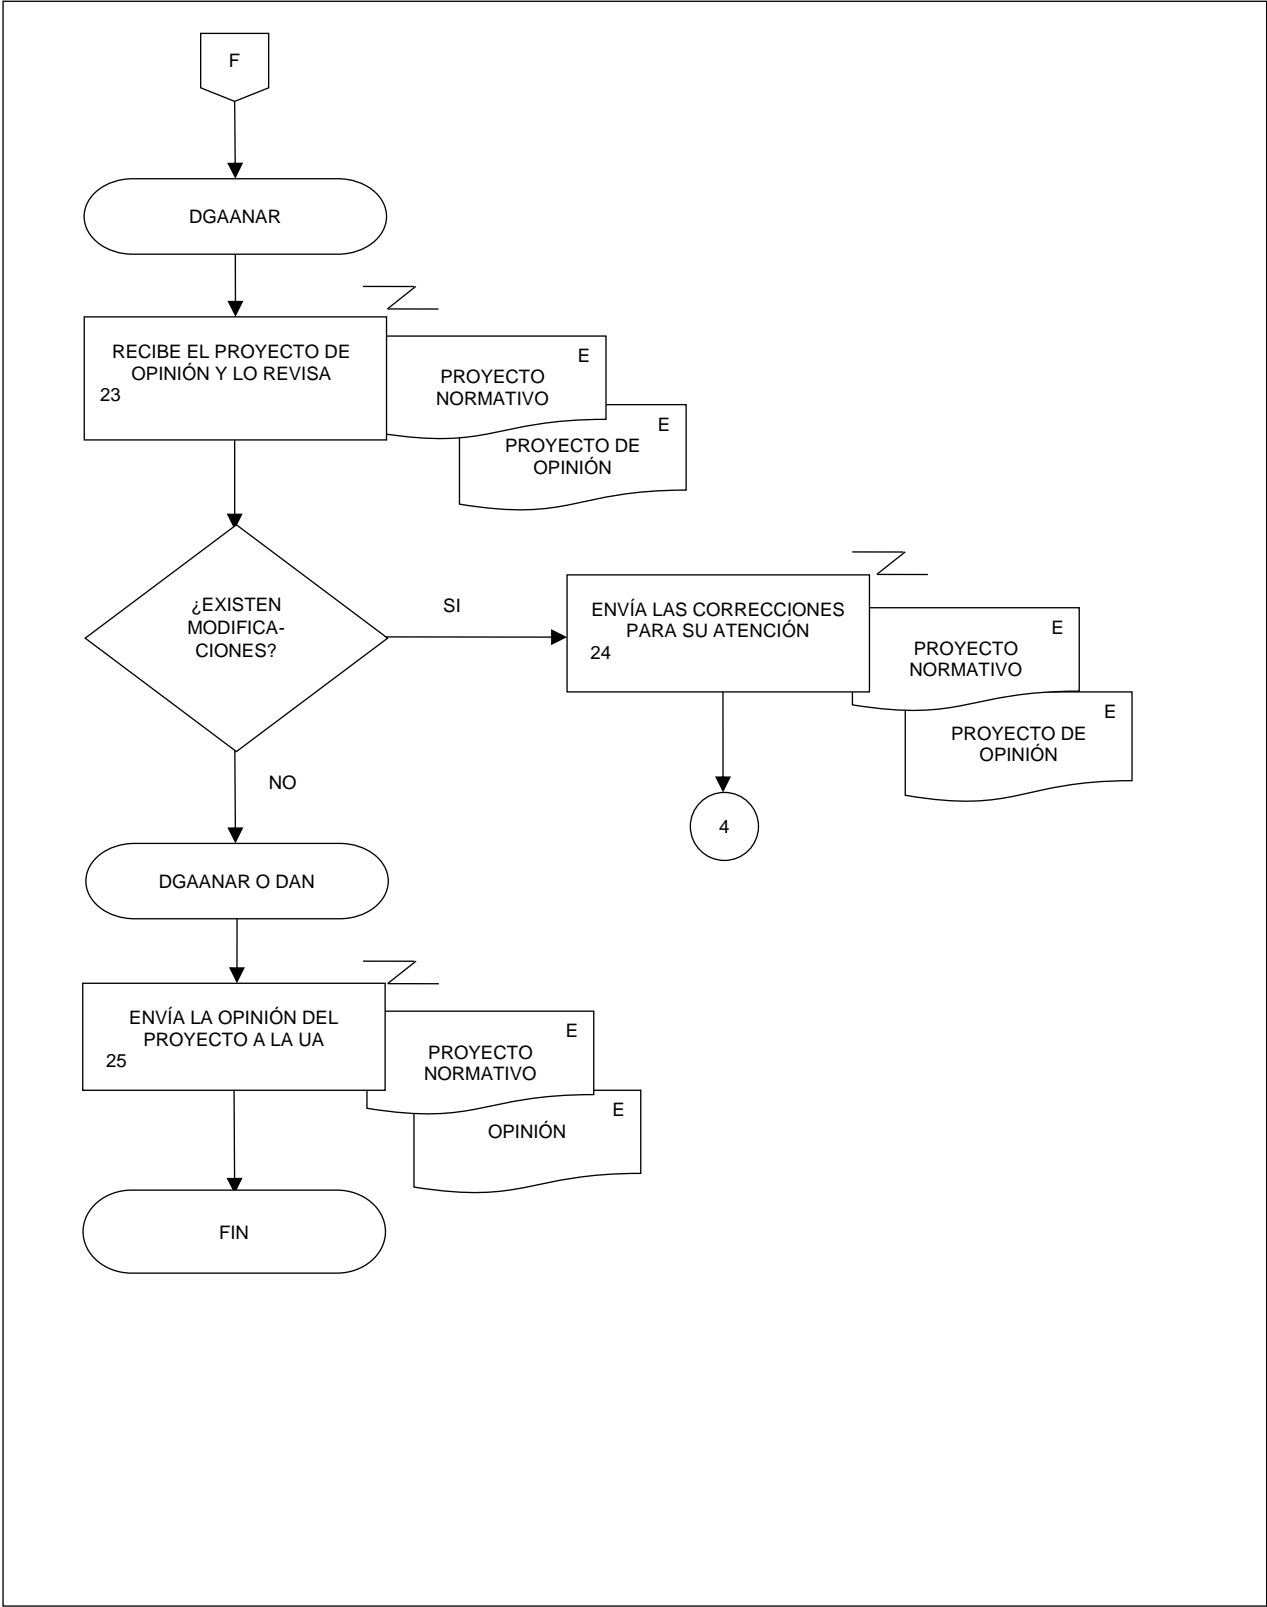 F
DGAANAR
RECIBE EL PROYECTO DE
OPINIÓN Y LO REVISA
23
E
PROYECTO
NORMATIVO
E
PROYECTO DE
OPINIÓN
¿EXISTEN
MODIFICA-
CIONES?
SI
ENVÍA LAS CORRECCIONES
PARA SU ATENCIÓN
24
E
PROYECTO
NORMATIVO
E
PROYECTO DE
OPINIÓN
4
NO
DGAANAR O DAN
ENVÍA LA OPINIÓN DEL
PROYECTO A LA UA
25
E
PROYECTO
NORMATIVO
E
OPINIÓN
FIN